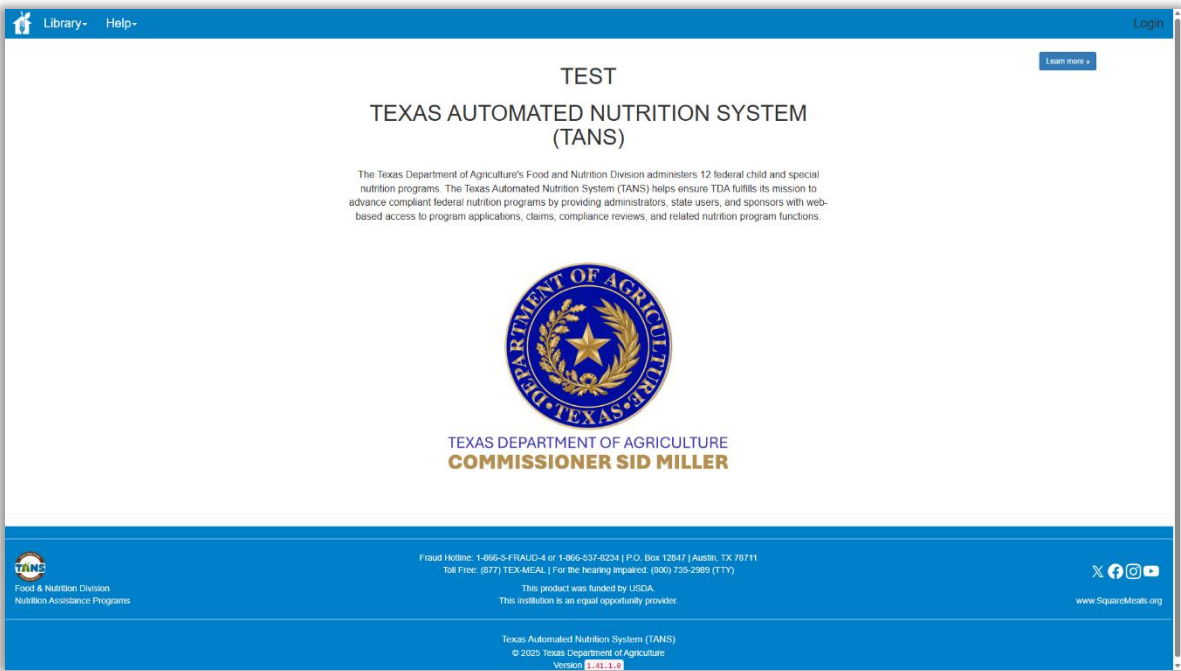 Library Help Login
Learn more »
TEST
TEXAS AUTOMATED NUTRITION SYSTEM
(TANS)
The Texas Department of Agriculture's Food and Nutrition Division administers 12 federal child and special
nutrition programs. The Texas Automated Nutrition System (TANS) helps ensure TDA fulfills its mission to
advance compliant federal nutrition programs by providing administrators, state users, and sponsors with web-
based access to program applications, claims, compliance reviews, and related nutrition program functions.
DEPARTMENT OF AGRICULTURE
TEXAS
TEXAS DEPARTMENT OF AGRICULTURE
COMMISSIONER SID MILLER
TANS
Food & Nutrition Division
Nutrition Assistance Programs
Fraud Hotline: 1-866-5-FRAUD-4 or 1-866-537-8234 | P.O. Box 12847 | Austin, TX 78711
Toll Free: (877) TEX-MEAL | For the hearing impaired: (800) 735-2989 (TTY)
This product was funded by USDA.
This institution is an equal opportunity provider.
www.SquareMeals.org
Texas Automated Nutrition System (TANS)
© 2025 Texas Department of Agriculture
Version 1.41.1.0